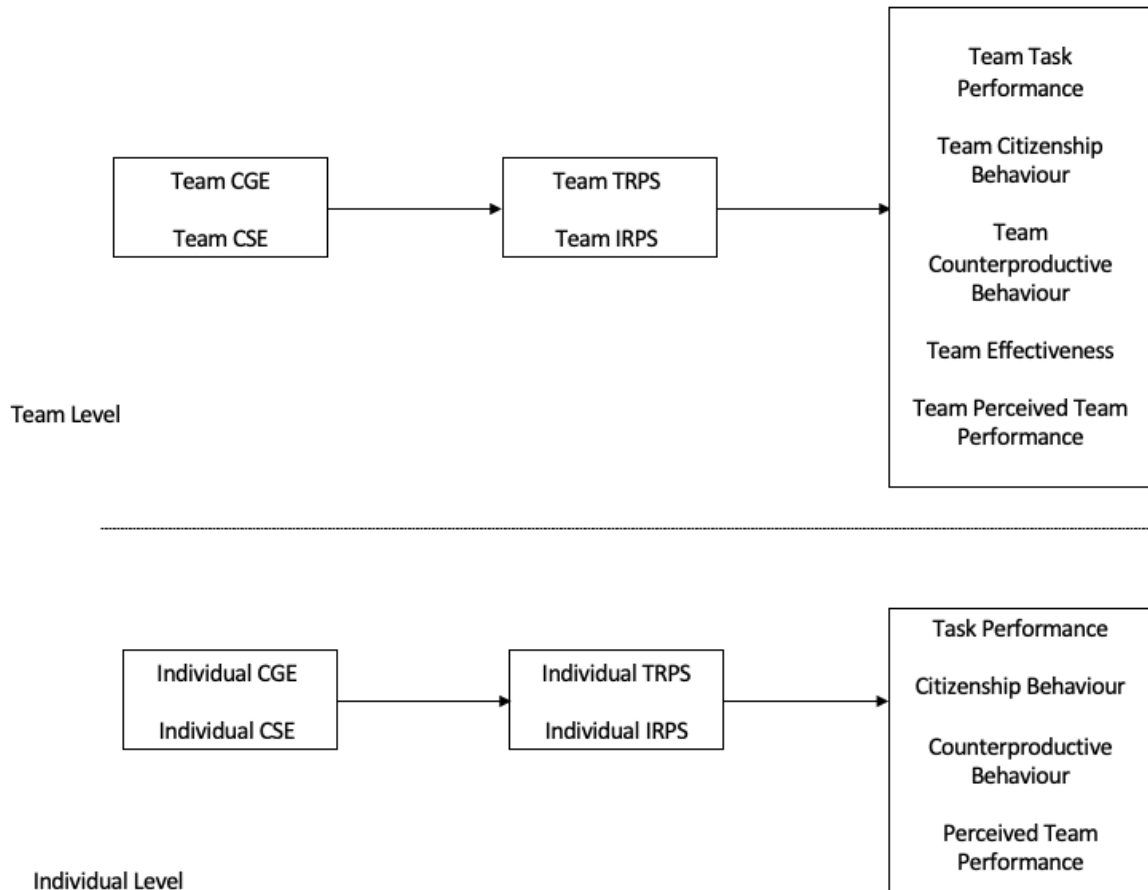 Team Task
Performance
Team Citizenship
Behaviour
Team CGE
Team TRPS
Team CSE
Team IRPS
Team
Counterproductive
Behaviour
Team Effectiveness
Team Perceived Team
Performance
Team Level
Task Performance
Individual CGE
Individual TRPS
Citizenship Behaviour
Individual CSE
Individual IRPS
Counterproductive
Behaviour
Perceived Team
Performance
Individual Level